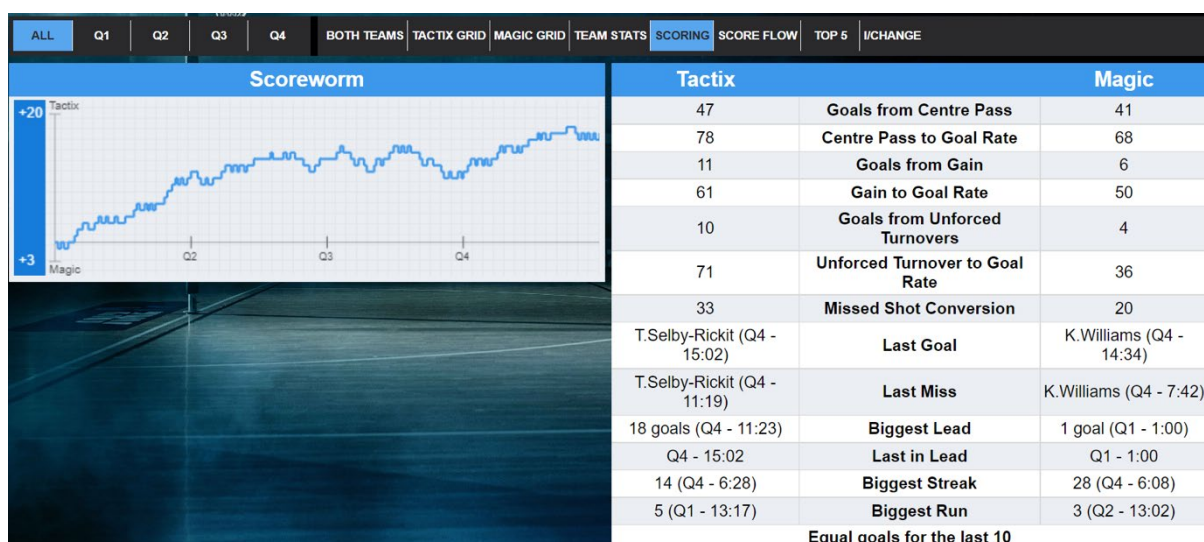 ALL Q1 Q2 Q3 Q4 BOTH TEAMS TACTIX GRID MAGIC GRID TEAM STATS SCORING SCORE FLOW TOP 5 I/CHANGE
Scoreworm
+20
Tactix
Q2 Q3 Q4
+3
Magic
Tactix Magic
47 Goals from Centre Pass 41
78 Centre Pass to Goal Rate 68
11 Goals from Gain 6
61 Gain to Goal Rate 50
10 Goals from Unforced 4
Turnovers
71 Unforced Turnover to Goal 36
Rate
33 Missed Shot Conversion 20
T.Selby-Rickit (Q4 - Last Goal K.Williams (Q4 -
15:02) 14:34)
T.Selby-Rickit (Q4 - Last Miss K.Williams (Q4 - 7:42)
11:19)
18 goals (Q4 - 11:23) Biggest Lead 1 goal (Q1 - 1:00)
Q4 - 15:02 Last in Lead Q1 - 1:00
14 (Q4 - 6:28) Biggest Streak 28 (Q4 - 6:08)
5 (Q1 - 13:17) Biggest Run 3 (Q2 - 13:02)
Equal goals for the last 10